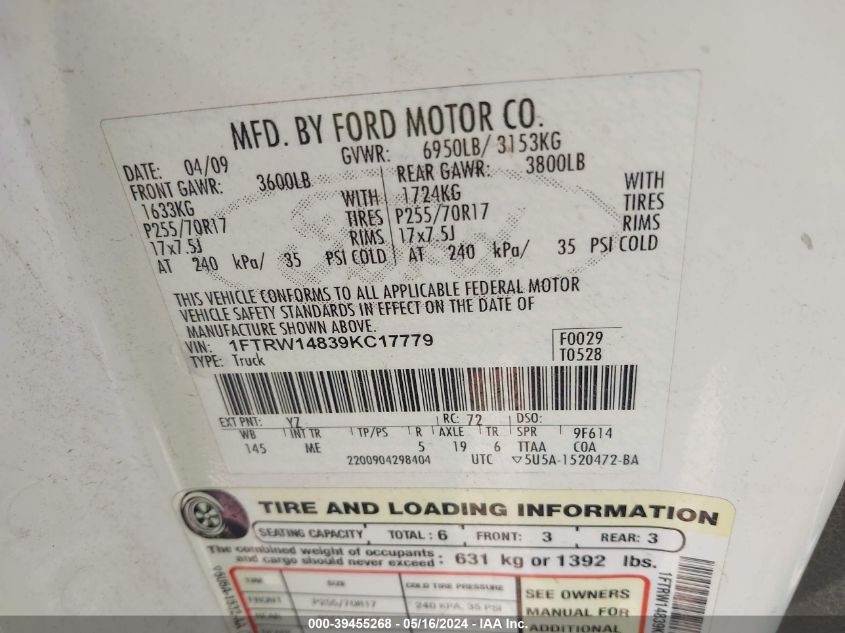 MFD. BY FORD MOTOR CO.
DATE: 04/09 GVWR: 6950LB/ 3153KG
FRONT GAWR: 3600LB REAR GAWR: 3800LB
1633KG WITH 1724KG WITH
P255/70R17 TIRES P255/70R17 TIRES
17x7.5J RIMS 17x7.5J RIMS
AT 240 kPa/ 35 PSI COLD AT 240 kPa/ 35 PSI COLD
THIS VEHICLE CONFORMS TO ALL APPLICABLE FEDERAL MOTOR
VEHICLE SAFETY STANDARDS IN EFFECT ON THE DATE OF
MANUFACTURE SHOWN ABOVE.
VIN: 1FTRW14839KC17779 F0029
TYPE: Truck T0528
EXT PNT: YZ RC: 72 DSO:
WB INT TR TP/PS R AXLE TR SPR 9F614
145 ME 5 19 6 TTAA COA
2200904298404 UTC ▽5U5A-1520472-BA
TIRE AND LOADING INFORMATION
SEATING CAPACITY TOTAL: 6 FRONT: 3 REAR: 3
The combined weight of occupants
and cargo should never exceed: 631 kg or 1392 lbs.
TIRE SIZE COLD TIRE PRESSURE SEE OWNERS
FRONT P255/70R17 240 KPA, 35 PSI MANUAL FOR
ADDITIONAL
1FTRW14839K
000-39455268 - 05/16/2024 - IAA Inc.